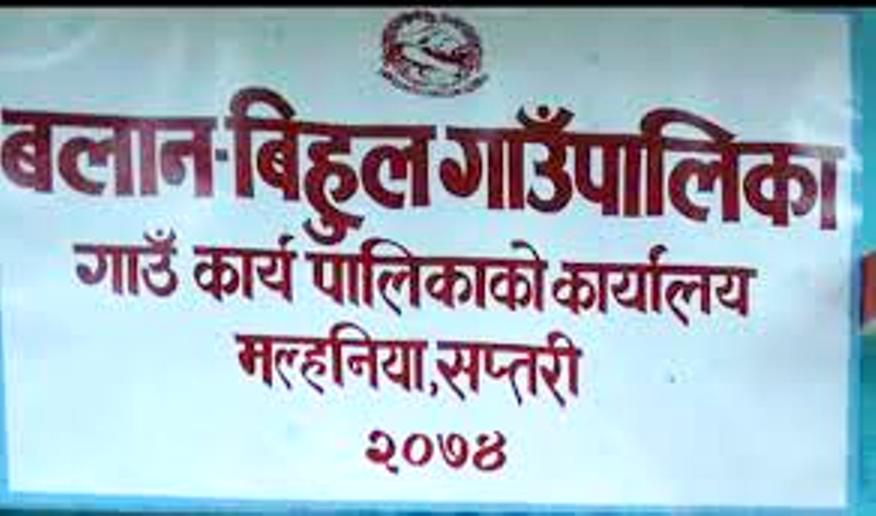 बलान-बिहुल गाउँपालिका
गाउँ कार्य पालिकाको कार्यालय
मल्हनिया,सप्तरी
२०७४